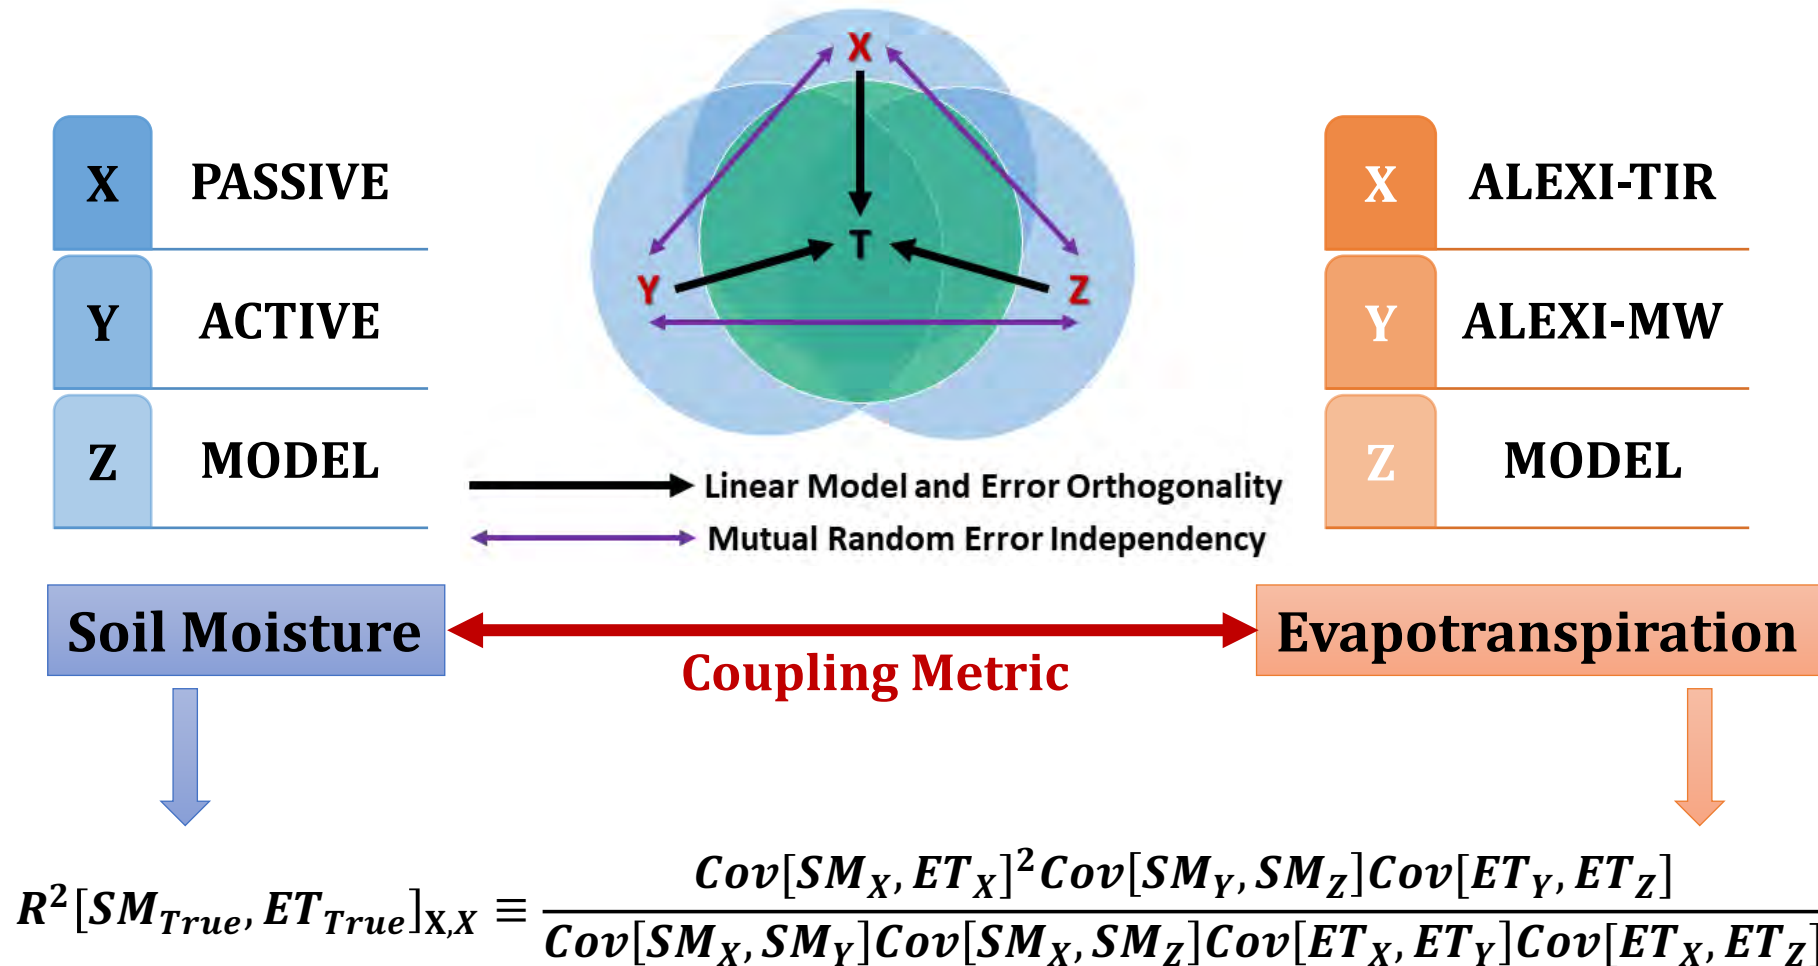 X PASSIVE
Y ACTIVE
Z MODEL
X
T
Y
Z
Linear Model and Error Orthogonality
Mutual Random Error Independency
X ALEXI-TIR
Y ALEXI-MW
Z MODEL
Soil Moisture
Coupling Metric
Evapotranspiration
R²[SM_True, ET_True]_X,X ≡
Cov[SM_X, ET_X]²Cov[SM_Y, SM_Z]Cov[ET_Y, ET_Z]
Cov[SM_X, SM_Y]Cov[SM_X, SM_Z]Cov[ET_X, ET_Y]Cov[ET_X, ET_Z]